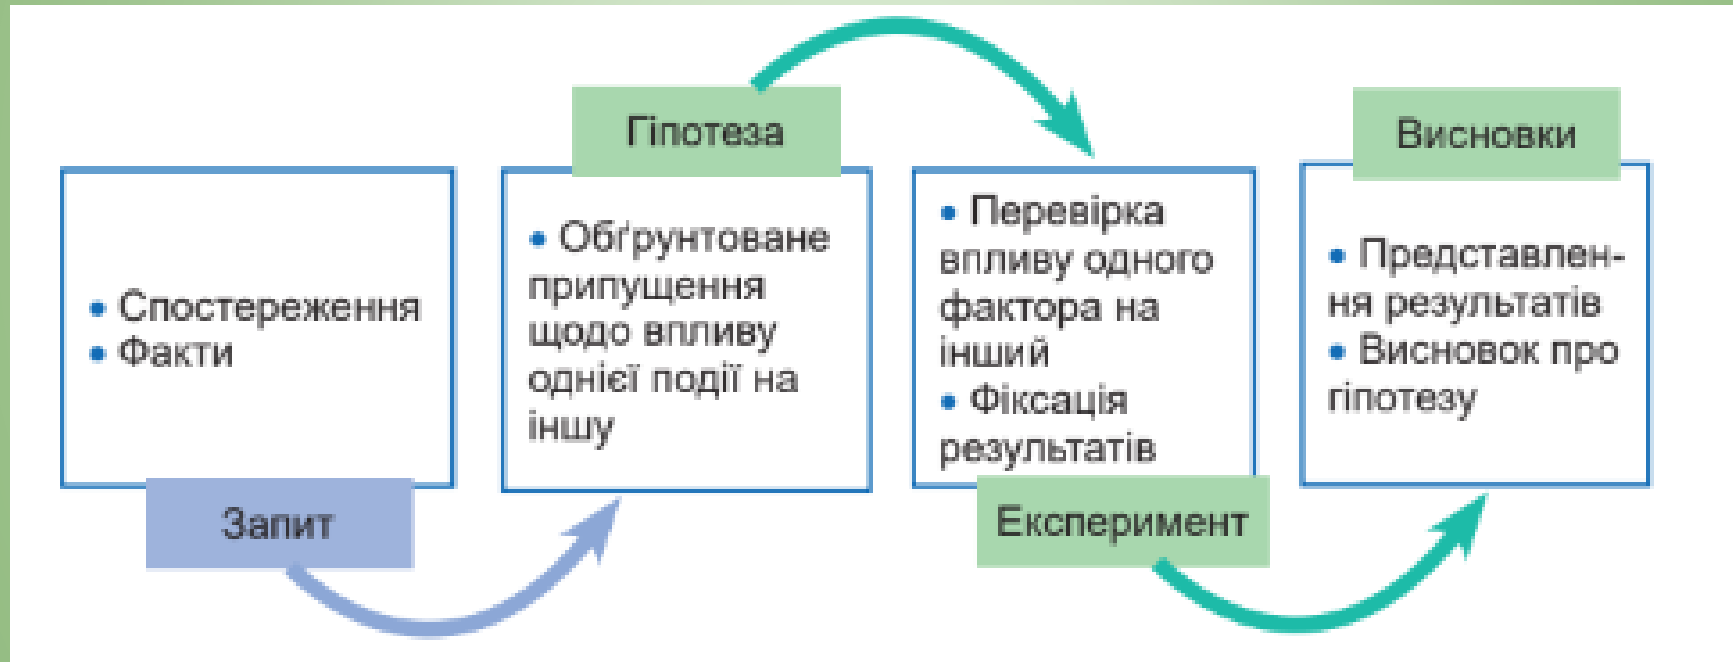 Запит
• Спостереження
• Факти
Гіпотеза
• Обґрунтоване
припущення
щодо впливу
однієї події на
іншу
• Перевірка
впливу одного
фактора на
інший
• Фіксація
результатів
Експеримент
Висновки
• Представлен-
ня результатів
• Висновок про
гіпотезу